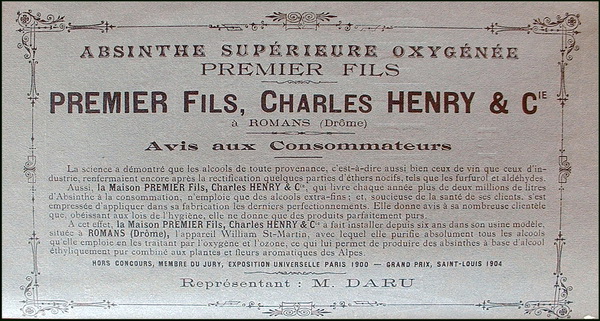 ABSINTHE SUPÉRIEURE OXYGÉNÉE
PREMIER FILS
PREMIER FILS, CHARLES HENRY & CIE
à ROMANS (Drôme)
Avis aux Consommateurs
La science a démontré que les alcools de toute provenance, c'est-à-dire aussi bien ceux de vin que ceux d'in-
dustrie, renferment encore après la rectification quelques parties d'éthers nocifs, tels que les furfurol et aldéhydes.
Aussi, la Maison PREMIER Fils, Charles HENRY & Cie, qui livre chaque année plus de deux millions de litres
d'Absinthe à la consommation, n'emploie que des alcools extra-fins ; et, soucieuse de la santé de ses clients, s'est
empressée d'appliquer dans sa fabrication les derniers perfectionnements. Elle donne avis à sa nombreuse clientèle
que, obéissant aux lois de l'hygiène, elle ne donne que des produits parfaitement purs.
A cet effet, la Maison PREMIER Fils, Charles HENRY & Cie a fait installer depuis six ans dans son usine modèle,
située à ROMANS (Drôme), l'appareil William St-Martin, avec lequel elle purifie absolument tous les alcools
qu'elle emploie en les traitant par l'oxygène et l'ozone, ce qui lui permet de produire des absinthes à base d'alcool
éthyliquement pur combiné aux plantes et fleurs aromatiques des Alpes.
HORS CONCOURS, MEMBRE DU JURY, EXPOSITION UNIVERSELLE PARIS 1900 — GRAND PRIX, SAINT-LOUIS 1904
Représentant : M. DARU